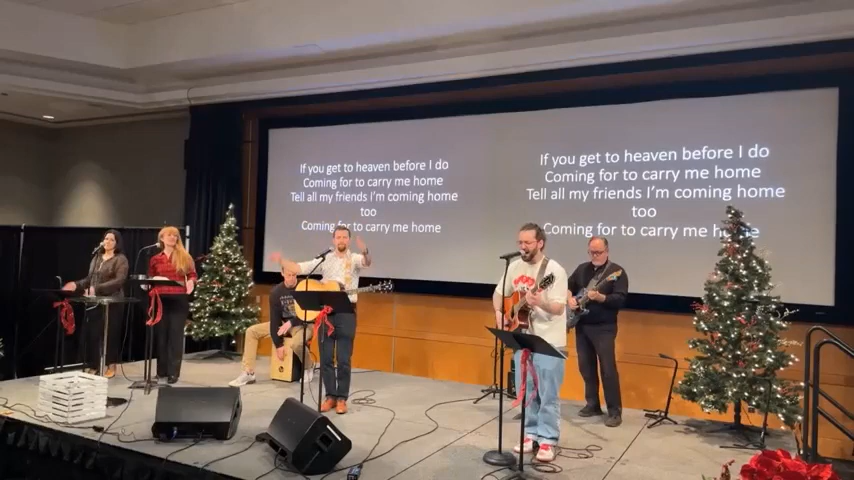 If you get to heaven before I do
Coming for to carry me home
Tell all my friends I'm coming home
too
Coming for to carry me home
If you get to heaven before I do
Coming for to carry me home
Tell all my friends I'm coming home
too
Coming for to carry me home